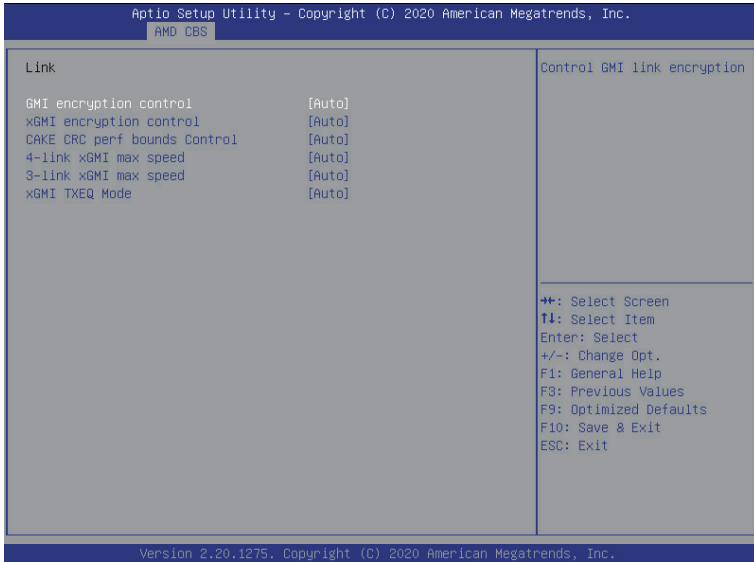 Aptio Setup Utility – Copyright (C) 2020 American Megatrends, Inc.
AMD CBS
Link
GMI encryption control [Auto]
xGMI encryption control [Auto]
CAKE CRC perf bounds Control [Auto]
4-link xGMI max speed [Auto]
3-link xGMI max speed [Auto]
xGMI TXEQ Mode [Auto]
Control GMI link encryption
→←: Select Screen
↑↓: Select Item
Enter: Select
+/-: Change Opt.
F1: General Help
F3: Previous Values
F9: Optimized Defaults
F10: Save & Exit
ESC: Exit
Version 2.20.1275. Copyright (C) 2020 American Megatrends, Inc.